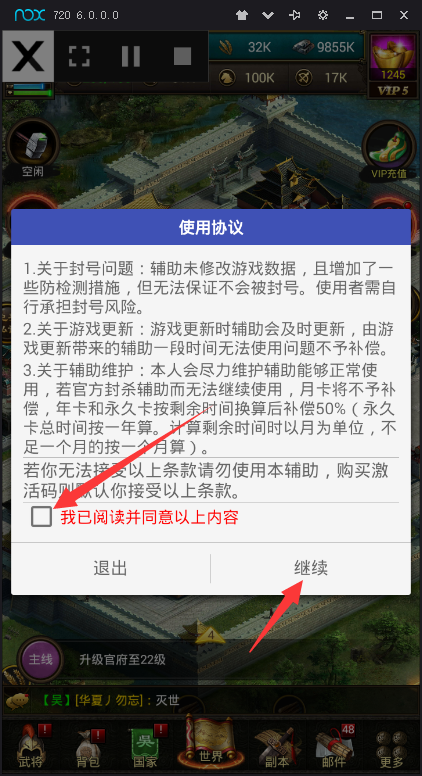 nox 720 6.0.0.0
X
32K 9855K
100K 17K
1245
VIP 5
空闲
VIP充值
使用协议
1.关于封号问题：辅助未修改游戏数据，且增加了一
些防检测措施，但无法保证不会被封号。使用者需自
行承担封号风险。
2.关于游戏更新：游戏更新时辅助会及时更新，由游
戏更新带来的辅助一段时间无法使用问题不予补偿。
3.关于辅助维护：本人会尽力维护辅助能够正常使
用，若官方封杀辅助而无法继续使用，月卡将不予补
偿，年卡和永久卡按剩余时间换算后补偿50%（永久
卡总时间按一年算。计算剩余时间时以月为单位，不
足一个月的按一个月算）。
若你无法接受以上条款请勿使用本辅助，购买激
活码则默认你接受以上条款。
我已阅读并同意以上内容
退出 继续
4
主线 升级官府至22级
【吴】[华夏丿勿忘]：灭世
! ! ! 48
吴
武将 背包 国家 世界 副本 邮件 更多